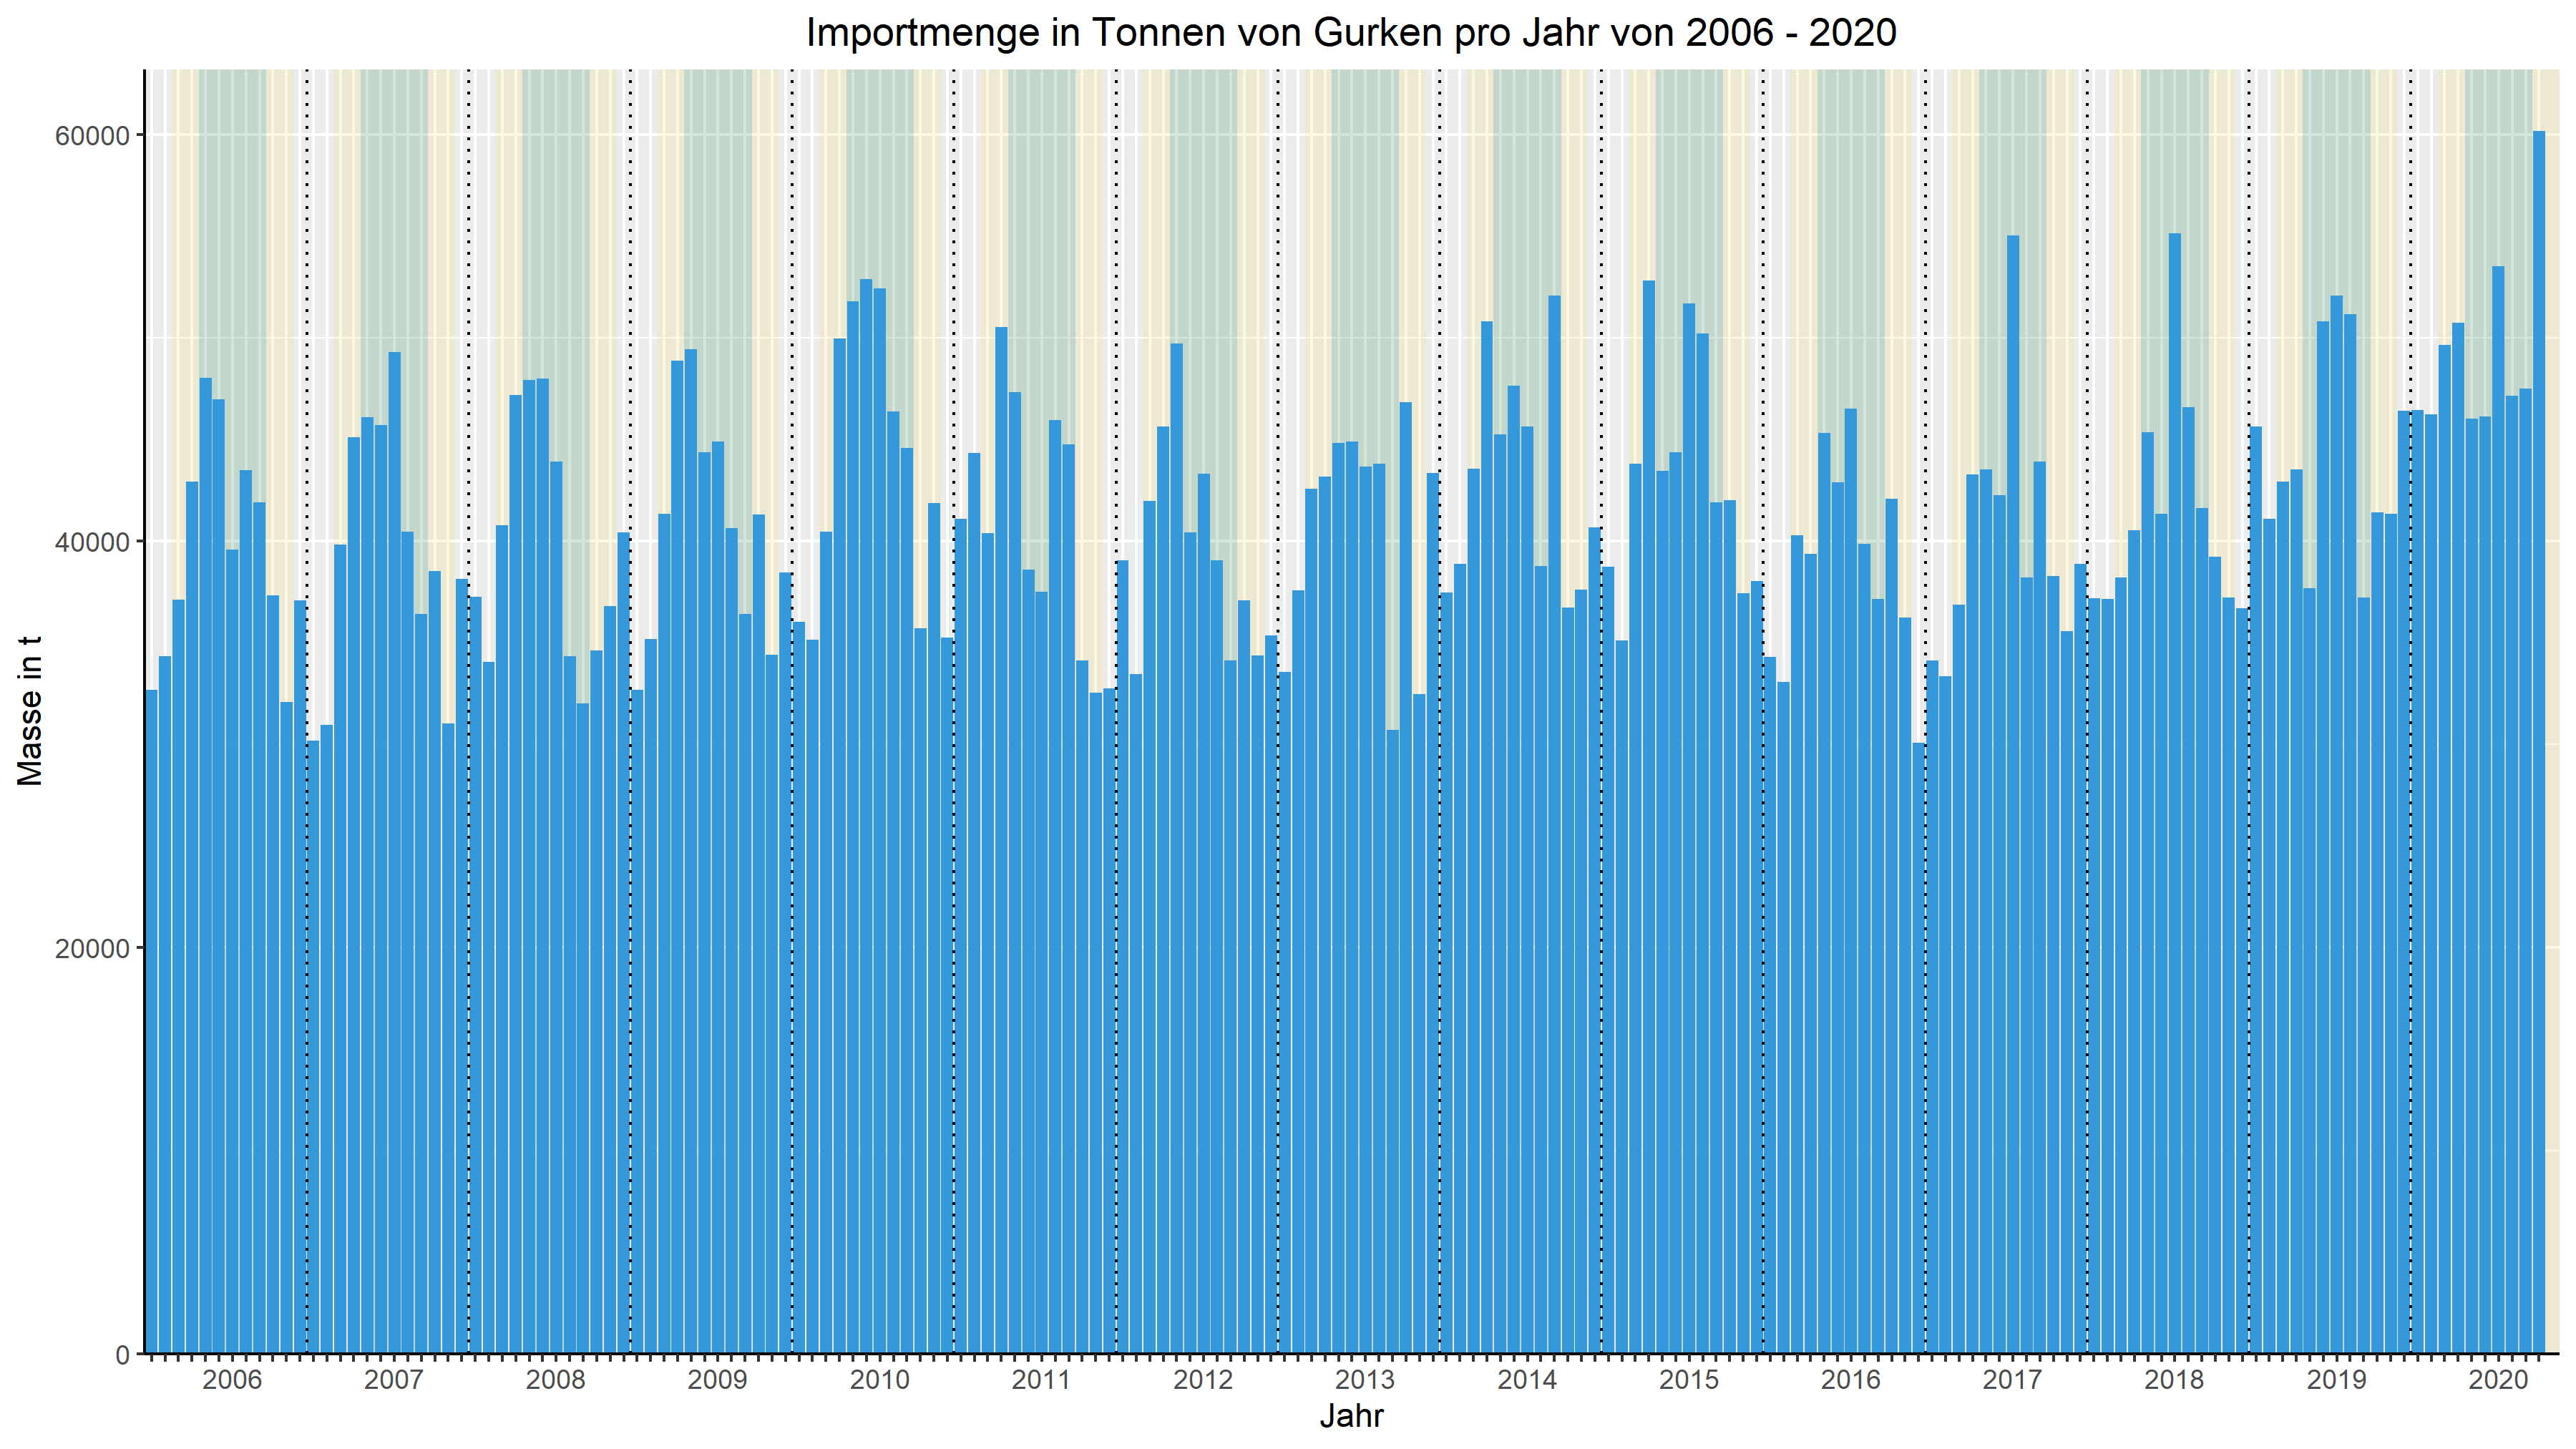 Importmenge in Tonnen von Gurken pro Jahr von 2006 - 2020
60000
40000
20000
0
Masse in t
2006 2007 2008 2009 2010 2011 2012 2013 2014 2015 2016 2017 2018 2019 2020
Jahr